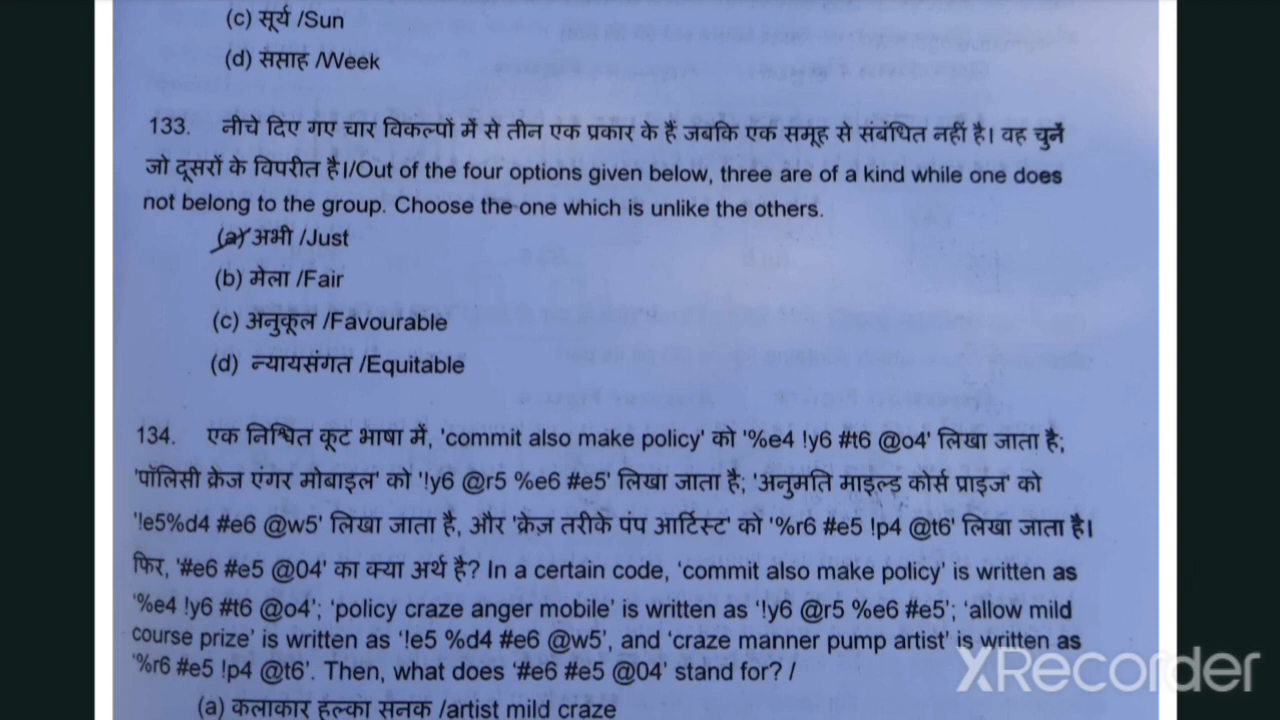 (c) सूर्य /Sun
(d) सप्ताह /Week
133. नीचे दिए गए चार विकल्पों में से तीन एक प्रकार के हैं जबकि एक समूह से संबंधित नहीं है। वह चुनें
जो दूसरों के विपरीत है।/Out of the four options given below, three are of a kind while one does
not belong to the group. Choose the one which is unlike the others.
(a) अभी /Just
(b) मेला /Fair
(c) अनुकूल /Favourable
(d) न्यायसंगत /Equitable
134. एक निश्चित कूट भाषा में, 'commit also make policy' को '%e4 !y6 #t6 @o4' लिखा जाता है;
'पॉलिसी क्रेज एंगर मोबाइल' को '!y6 @r5 %e6 #e5' लिखा जाता है; 'अनुमति माइल्ड कोर्स प्राइज' को
'!e5%d4 #e6 @w5' लिखा जाता है, और 'क्रेज़ तरीके पंप आर्टिस्ट' को '%r6 #e5 !p4 @t6' लिखा जाता है।
फिर, '#e6 #e5 @04' का क्या अर्थ है? In a certain code, ‘commit also make policy’ is written as
‘%e4 !y6 #t6 @o4’; ‘policy craze anger mobile’ is written as ‘!y6 @r5 %e6 #e5’; ‘allow mild
course prize’ is written as ‘!e5 %d4 #e6 @w5’, and ‘craze manner pump artist’ is written as
‘%r6 #e5 !p4 @t6’. Then, what does ‘#e6 #e5 @04’ stand for? /
(a) कलाकार हल्का सनक /artist mild craze
XRecorder